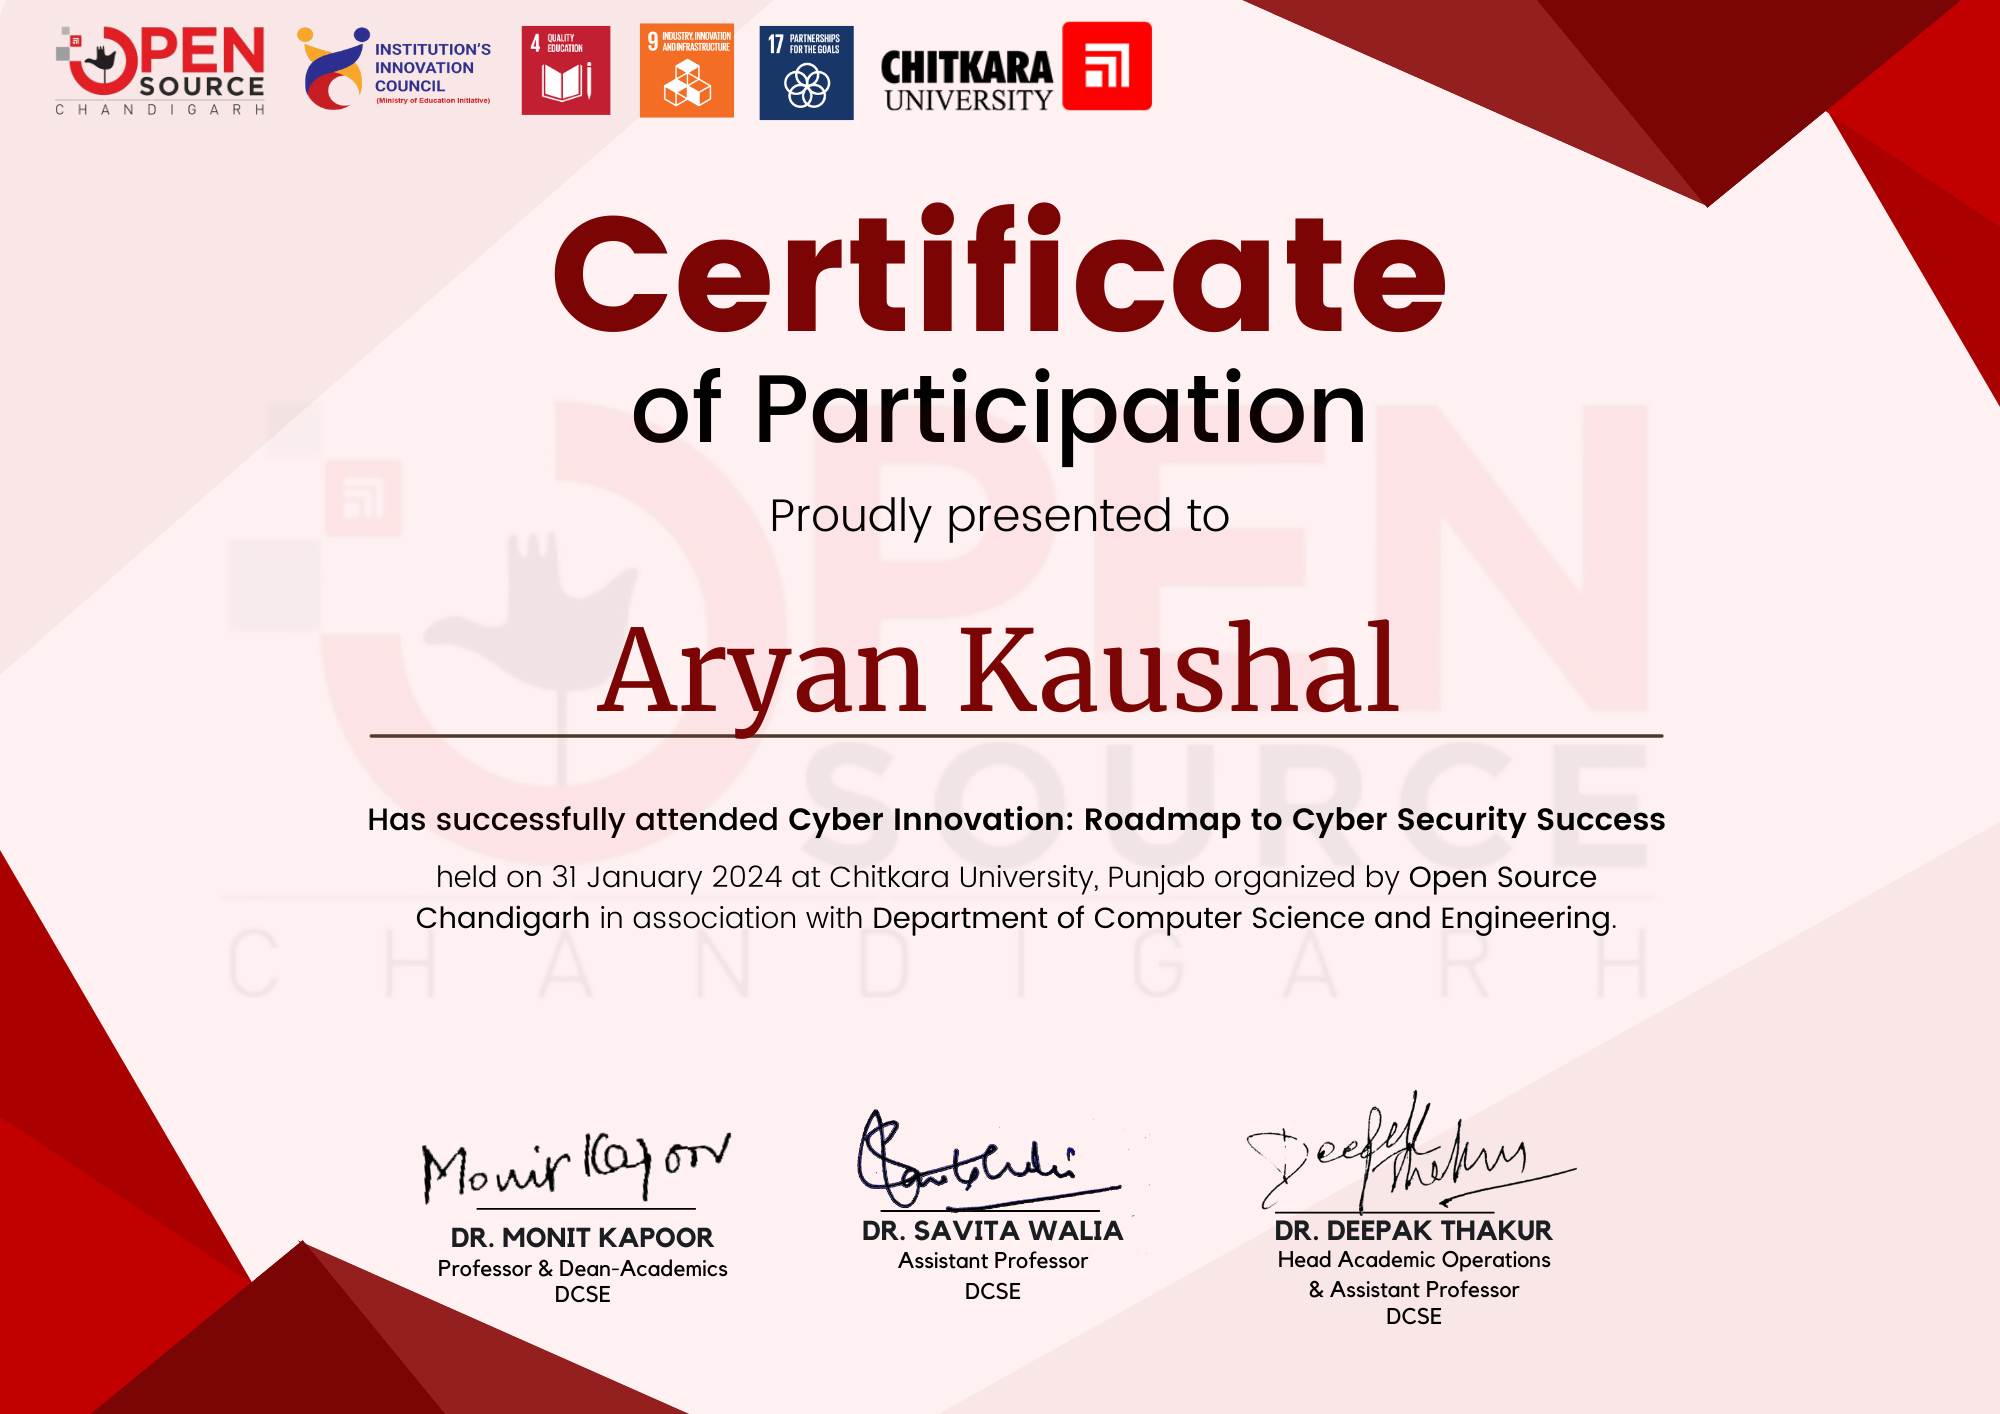 OPEN
SOURCE
CHANDIGARH
INSTITUTION'S
INNOVATION
COUNCIL
(Ministry of Education Initiative)
4 QUALITY
EDUCATION
9 INDUSTRY, INNOVATION
AND INFRASTRUCTURE
17 PARTNERSHIPS
FOR THE GOALS
CHITKARA
UNIVERSITY
Certificate
of Participation
Proudly presented to
Aryan Kaushal
Has successfully attended Cyber Innovation: Roadmap to Cyber Security Success
held on 31 January 2024 at Chitkara University, Punjab organized by Open Source
Chandigarh in association with Department of Computer Science and Engineering.
OPEN
SOURCE
CHANDIGARH
Monit Kapoor
Deepak Thakur
DR. MONIT KAPOOR
Professor & Dean-Academics
DCSE
DR. SAVITA WALIA
Assistant Professor
DCSE
DR. DEEPAK THAKUR
Head Academic Operations
& Assistant Professor
DCSE